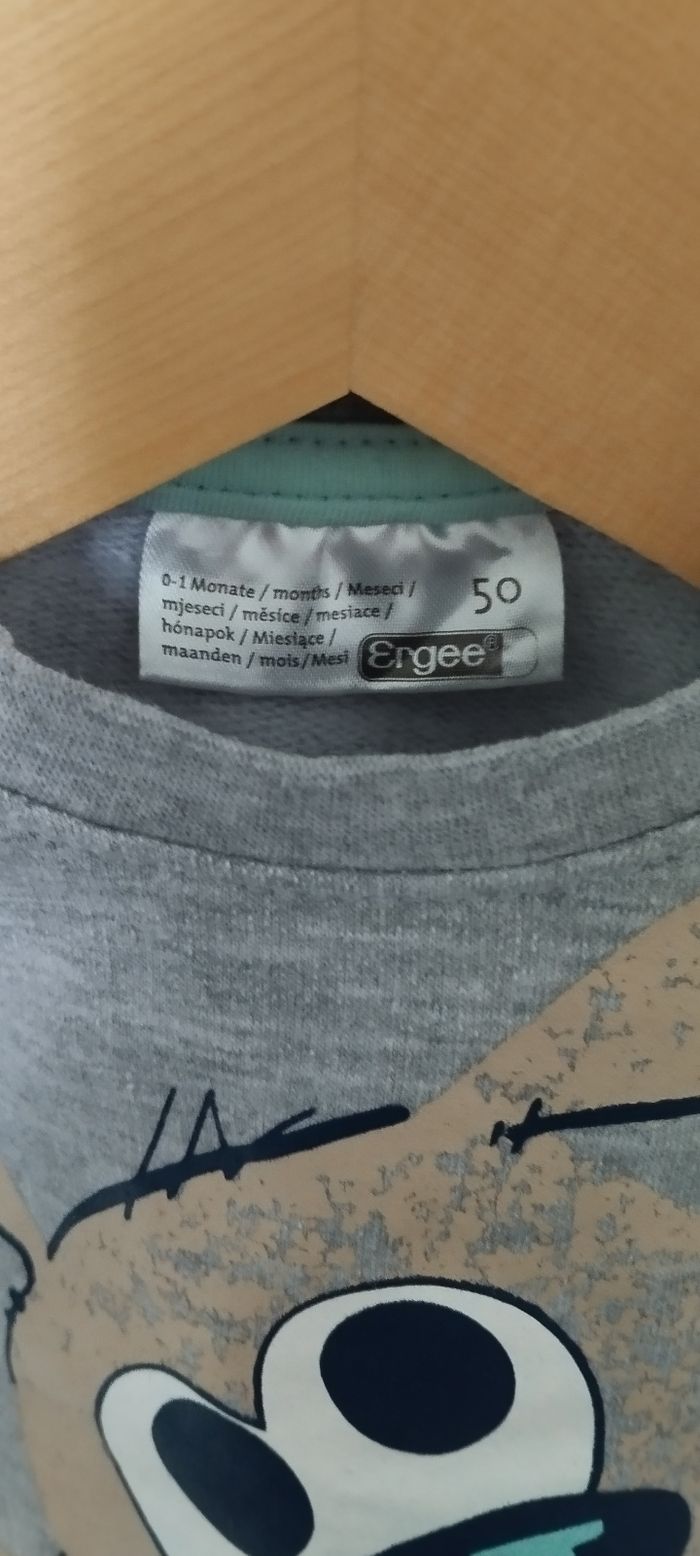 0-1 Monate / months / Meseci /
mjeseci / měsíce / mesiace /
hónapok / Miesiące /
maanden / mois/Mesi
50
Ergee®